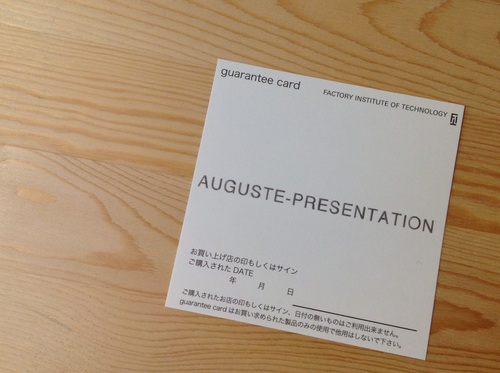 guarantee card
FACTORY INSTITUTE OF TECHNOLOGY
AUGUSTE-PRESENTATION
お買い上げ店の印もしくはサイン
ご購入された DATE
年 月 日
ご購入されたお店の印もしくはサイン、日付の無いものはご利用出来ません。
guarantee card はお買い求められた製品のみの使用で他用はしないで下さい。